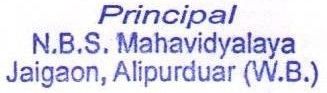 Principal
N.B.S. Mahavidyalaya
Jaigaon, Alipurduar (W.B.)